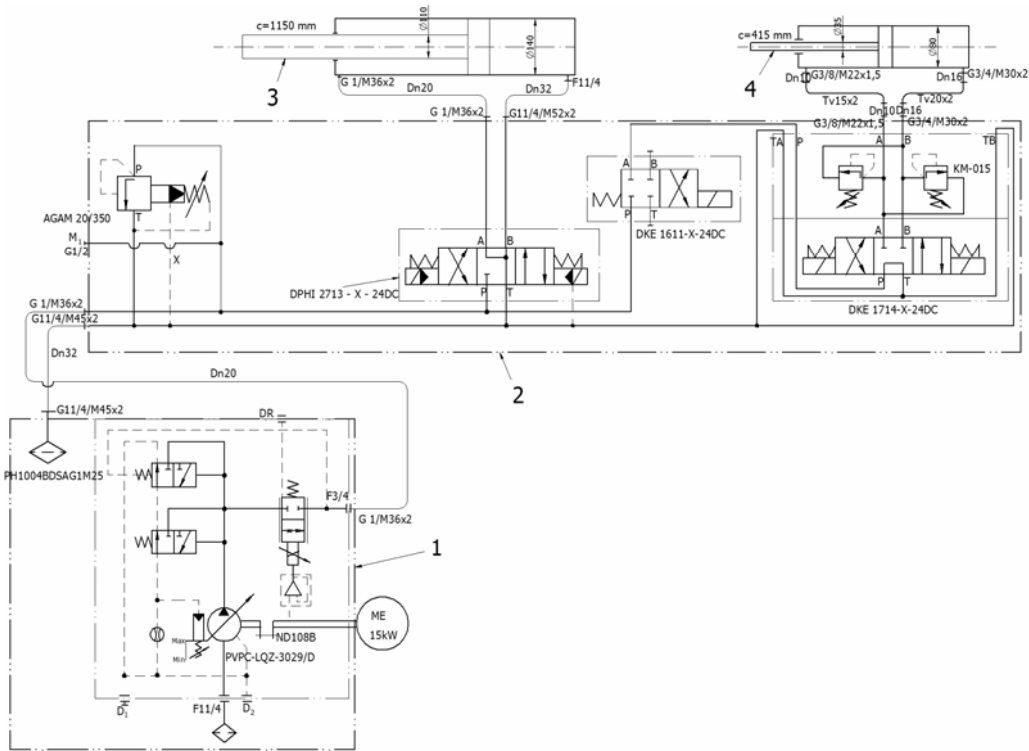 c=1150 mm
∅110
∅140
3
G 1/M36x2
Dn20
Dn32
F11/4
G 1/M36x2
G11/4/M52x2
c=415 mm
∅35
∅80
4
Dn10
G3/8/M22x1,5
Dn16
G3/4/M30x2
Tv15x2
Tv20x2
Dn10
Dn16
G3/8/M22x1,5
G3/4/M30x2
TA
P
A
B
TB
KM-015
P
T
AGAM 20/350
M1
G1/2
X
A
B
P
T
DKE 1611-X-24DC
A
B
P
T
DPHI 2713 - X - 24DC
A
B
P
T
DKE 1714-X-24DC
G 1/M36x2
G11/4/M45x2
Dn32
Dn20
2
G11/4/M45x2
DR
PH1004BDSAG1M25
F3/4
G 1/M36x2
1
ME
15kW
ND108B
Max
Min
PVPC-LQZ-3029/D
D1
F11/4
D2